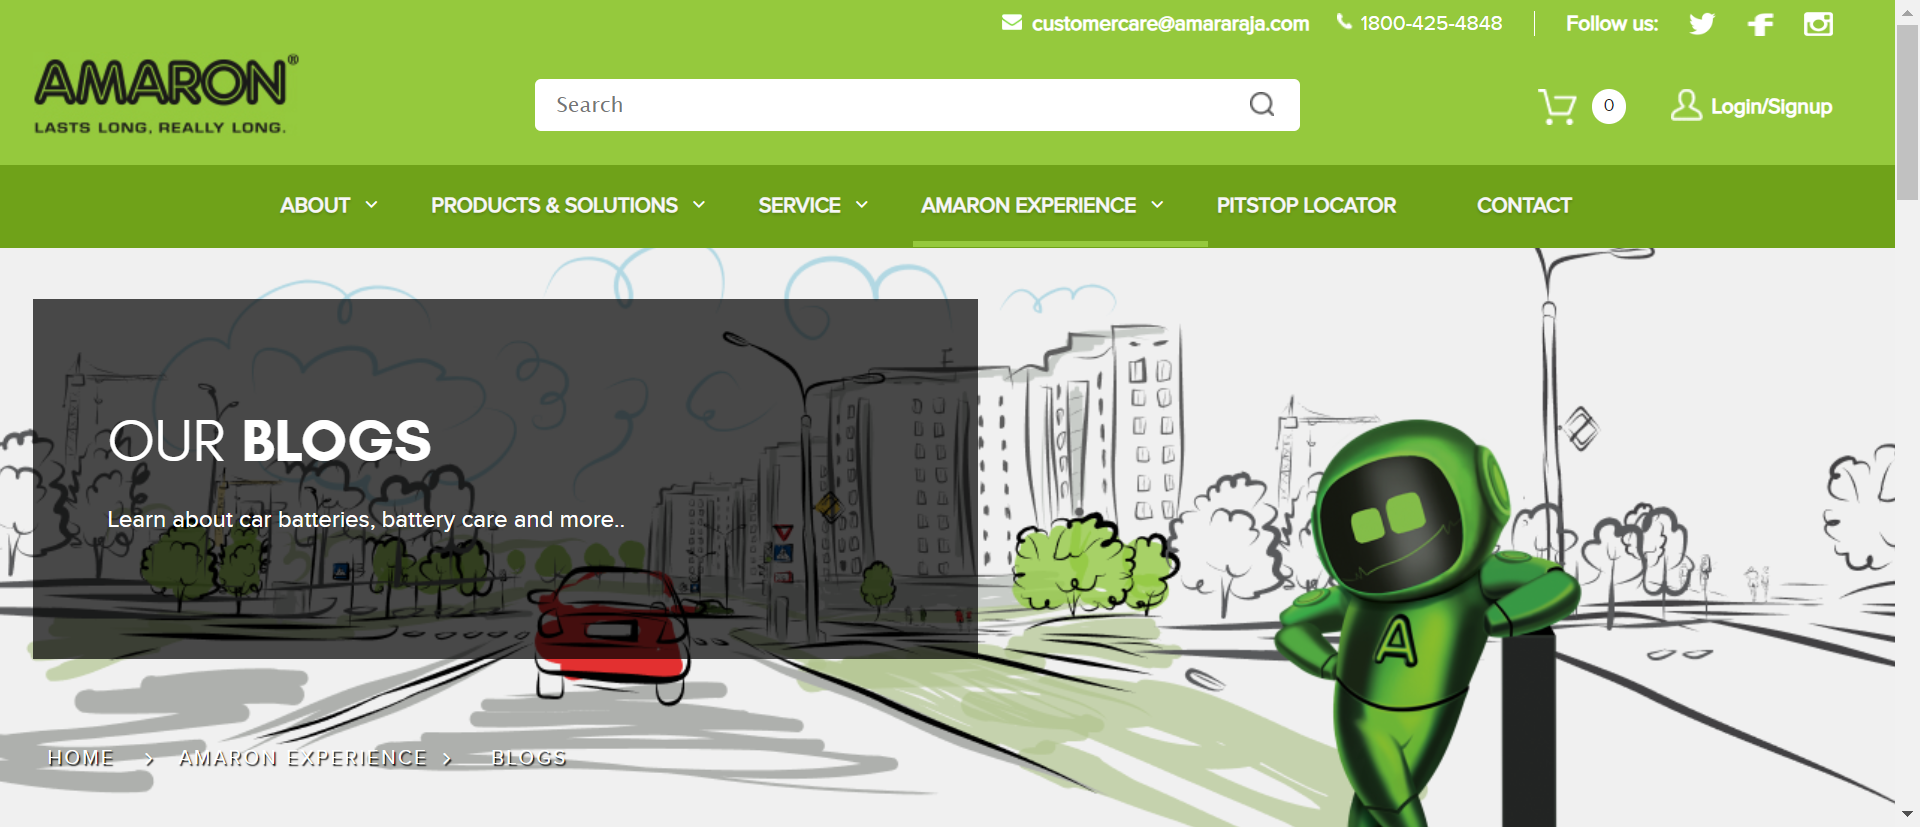 customercare@amararaja.com
1800-425-4848
Follow us:
AMARON®
LASTS LONG, REALLY LONG.
Search
0
Login/Signup
ABOUT
PRODUCTS & SOLUTIONS
SERVICE
AMARON EXPERIENCE
PITSTOP LOCATOR
CONTACT
OUR BLOGS
Learn about car batteries, battery care and more..
A
HOME > AMARON EXPERIENCE > BLOGS